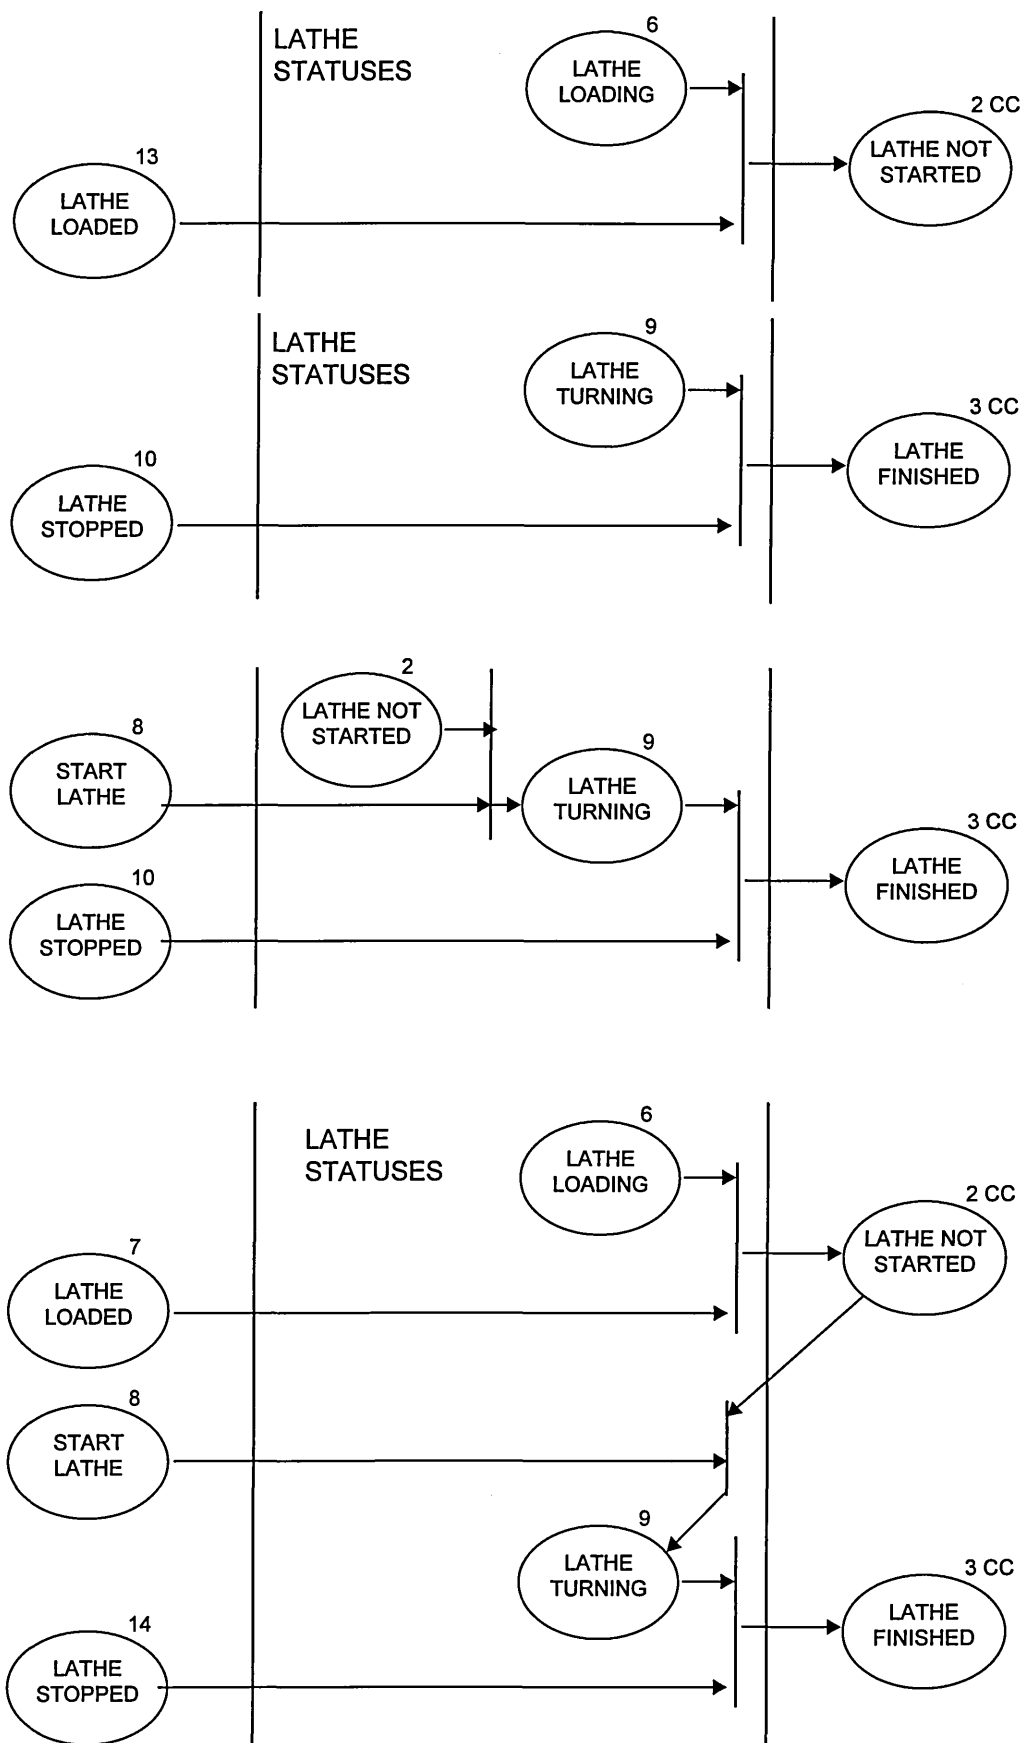 LATHE
STATUSES
6
LATHE
LOADING
2 CC
LATHE NOT
STARTED
13
LATHE
LOADED
LATHE
STATUSES
9
LATHE
TURNING
3 CC
LATHE
FINISHED
10
LATHE
STOPPED
2
LATHE NOT
STARTED
8
START
LATHE
9
LATHE
TURNING
3 CC
LATHE
FINISHED
10
LATHE
STOPPED
LATHE
STATUSES
6
LATHE
LOADING
2 CC
LATHE NOT
STARTED
7
LATHE
LOADED
8
START
LATHE
9
LATHE
TURNING
3 CC
LATHE
FINISHED
14
LATHE
STOPPED